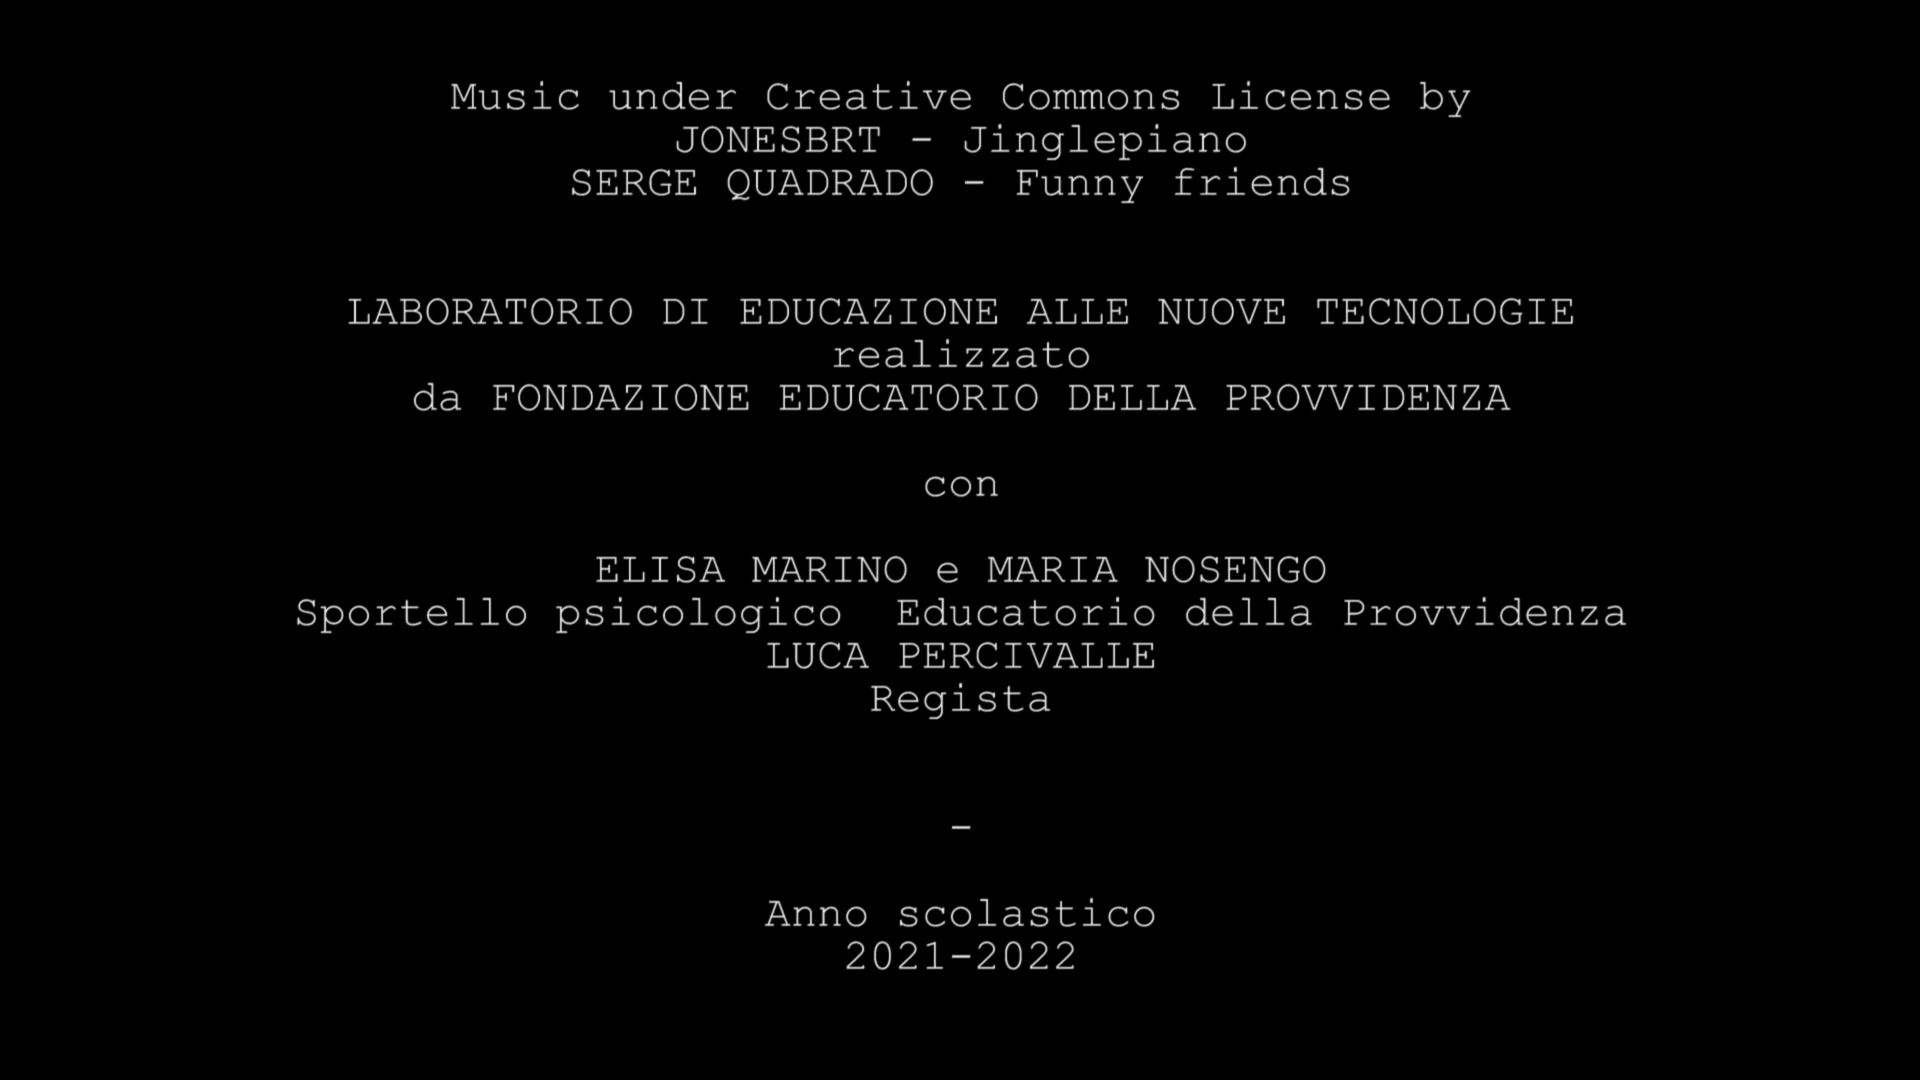 Music under Creative Commons License by
JONESBRT - Jinglepiano
SERGE QUADRADO - Funny friends
LABORATORIO DI EDUCAZIONE ALLE NUOVE TECNOLOGIE
realizzato
da FONDAZIONE EDUCATORIO DELLA PROVVIDENZA
con
ELISA MARINO e MARIA NOSENGO
Sportello psicologico  Educatorio della Provvidenza
LUCA PERCIVALLE
Regista
-
Anno scolastico
2021-2022